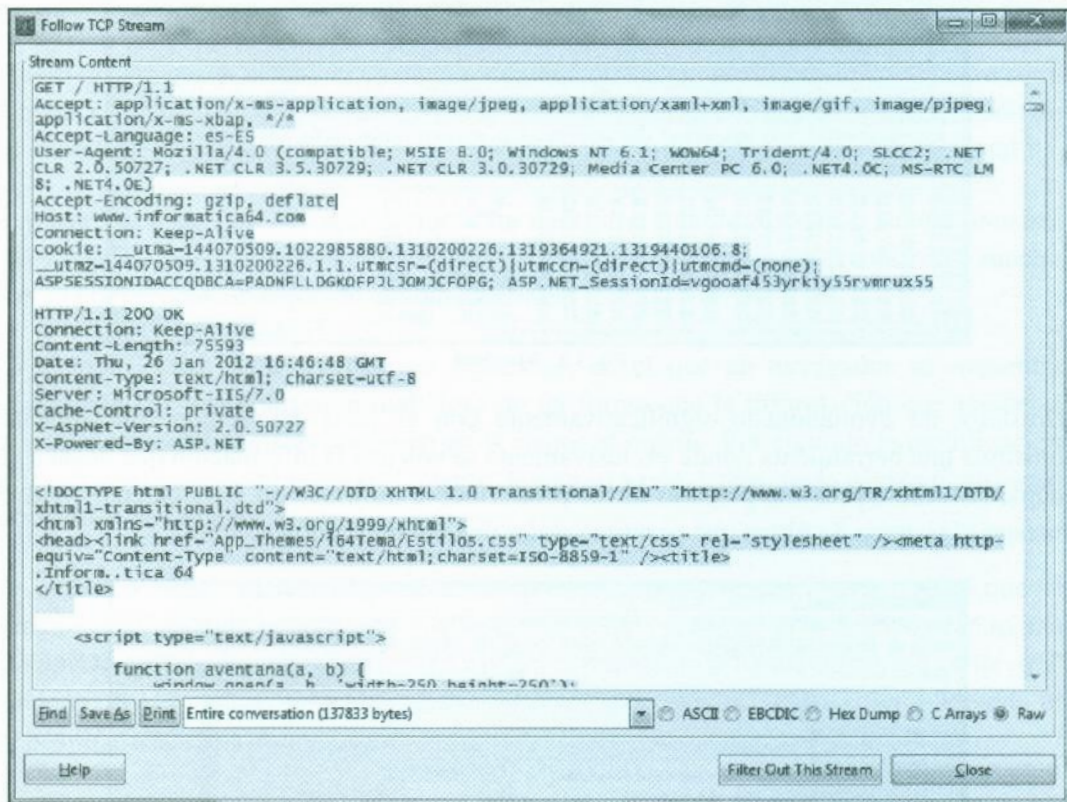 Follow TCP Stream
Stream Content
GET / HTTP/1.1
Accept: application/x-ms-application, image/jpeg, application/xaml+xml, image/gif, image/pjpeg,
application/x-ms-xbap, */*
Accept-Language: es-ES
User-Agent: Mozilla/4.0 (compatible; MSIE 8.0; Windows NT 6.1; WOW64; Trident/4.0; SLCC2; .NET
CLR 2.0.50727; .NET CLR 3.5.30729; .NET CLR 3.0.30729; Media Center PC 6.0; .NET4.0C; MS-RTC LM
8; .NET4.0E)
Accept-Encoding: gzip, deflate
Host: www.informatica64.com
Connection: Keep-Alive
Cookie: __utma=144070509.1022985880.1310200226.1319364921.1319440106.8;
__utmz=144070509.1310200226.1.1.utmcsr=(direct)|utmccn=(direct)|utmcmd=(none);
ASP.NET_SessionId=vgooaf453yrkiy55rvmrux55
HTTP/1.1 200 OK
Connection: Keep-Alive
Content-Length: 75593
Date: Thu, 26 Jan 2012 16:46:48 GMT
Content-Type: text/html; charset=utf-8
Server: Microsoft-IIS/7.0
Cache-Control: private
X-AspNet-Version: 2.0.50727
X-Powered-By: ASP.NET
<!DOCTYPE html PUBLIC "-//W3C//DTD XHTML 1.0 Transitional//EN" "http://www.w3.org/TR/xhtml1/DTD/
xhtml1-transitional.dtd">
<html xmlns="http://www.w3.org/1999/xhtml">
<head><link href="App_Themes/i64Tema/Estilos.css" type="text/css" rel="stylesheet" /><meta http-
equiv="Content-Type" content="text/html;charset=ISO-8859-1" /><title>
.Inform..tica 64
</title>
<script type="text/javascript">
function aventana(a, b) {
window.open(a, b, 'width=250,height=250');
Find Save As Print Entire conversation (137833 bytes) ASCII EBCDIC Hex Dump C Arrays Raw
Help Filter Out This Stream Close